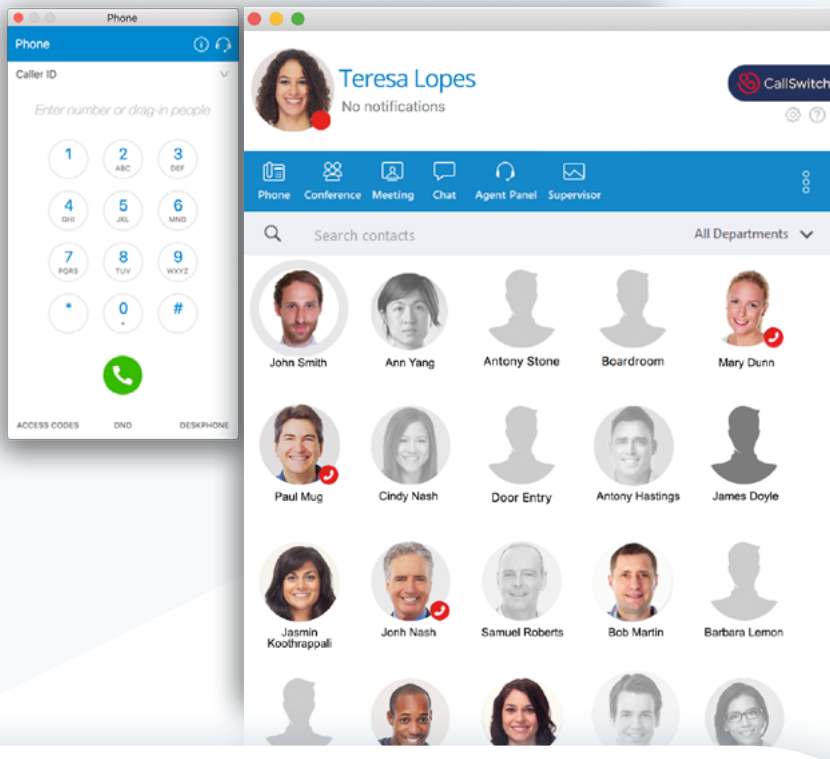 Phone
Phone
Caller ID
Enter number or drag-in people
1 2 3
ABC DEF
4 5 6
GHI JKL MNO
7 8 9
PQRS TUV WXYZ
* 0 #
+
ACCESS CODES DND DESKPHONE
Teresa Lopes
No notifications
CallSwitch
?
Phone Conference Meeting Chat Agent Panel Supervisor
Search contacts All Departments
John Smith Ann Yang Antony Stone Boardroom Mary Dunn
Paul Mug Cindy Nash Door Entry Antony Hastings James Doyle
Jasmin Jonh Nash Samuel Roberts Bob Martin Barbara Lemon
Koothrappali